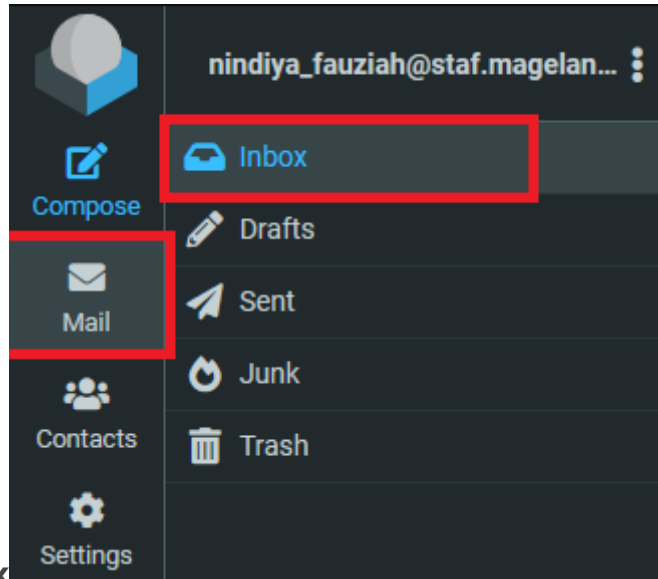 nindiya_fauziah@staf.magelan...
Compose
Mail
Contacts
Settings
Inbox
Drafts
Sent
Junk
Trash